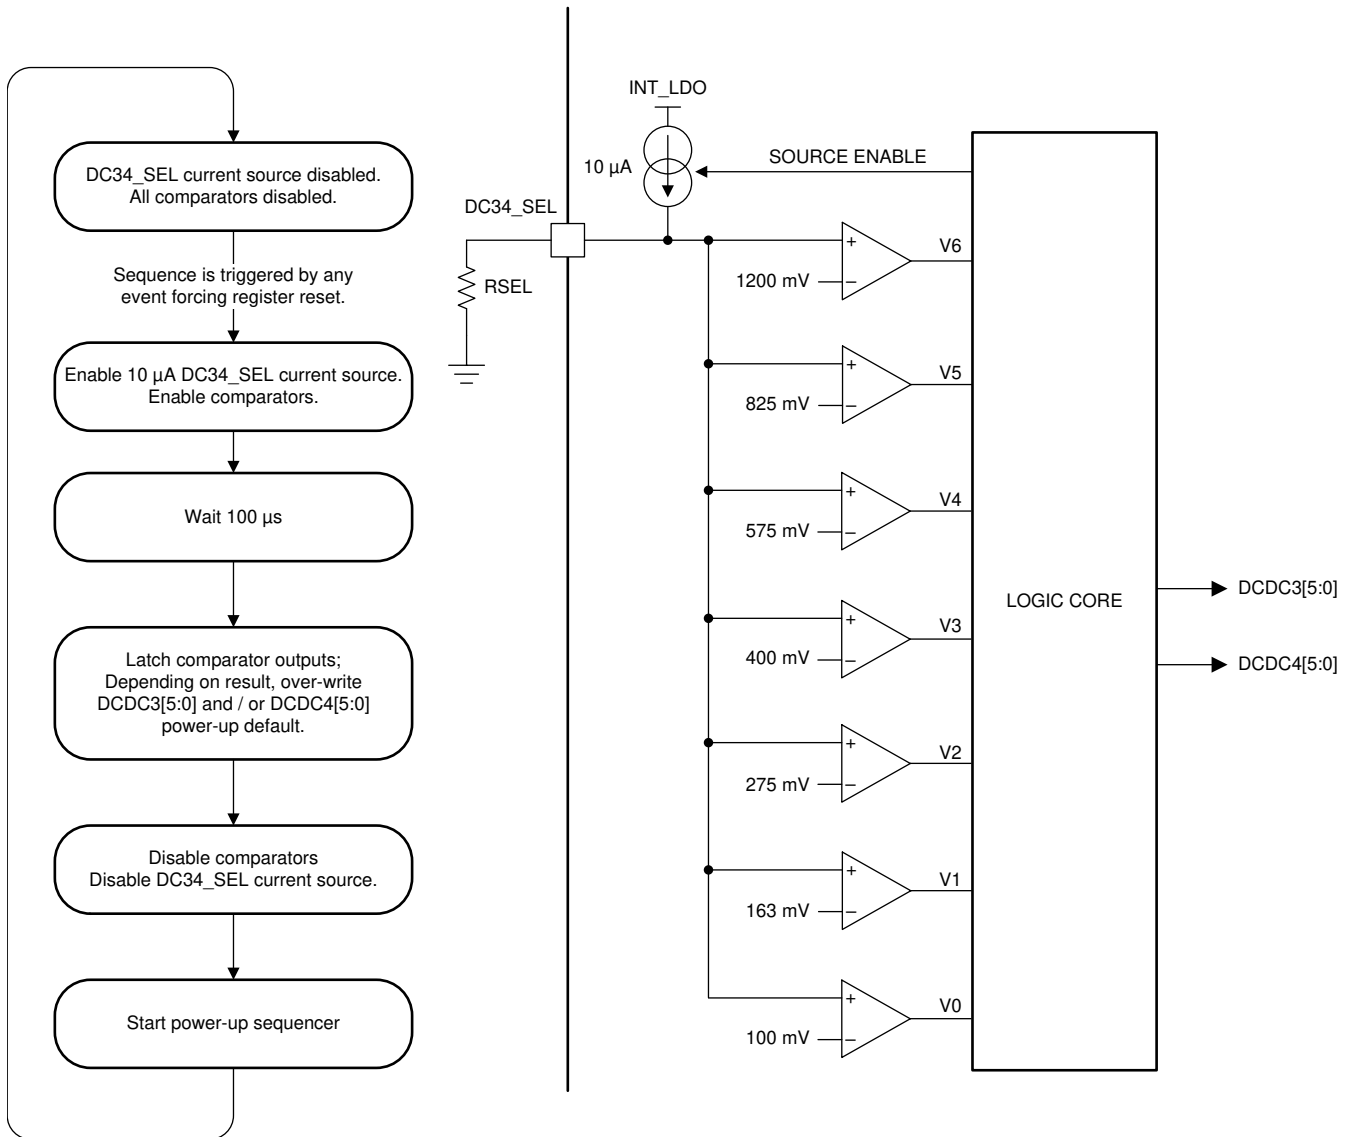 DC34_SEL current source disabled.
All comparators disabled.
Sequence is triggered by any
event forcing register reset.
Enable 10 µA DC34_SEL current source.
Enable comparators.
Wait 100 µs
Latch comparator outputs;
Depending on result, over-write
DCDC3[5:0] and / or DCDC4[5:0]
power-up default.
Disable comparators
Disable DC34_SEL current source.
Start power-up sequencer
INT_LDO
10 µA
SOURCE ENABLE
DC34_SEL
RSEL
+
1200 mV
−
V6
+
825 mV
−
V5
+
575 mV
−
V4
+
400 mV
−
V3
+
275 mV
−
V2
+
163 mV
−
V1
+
100 mV
−
V0
LOGIC CORE
DCDC3[5:0]
DCDC4[5:0]